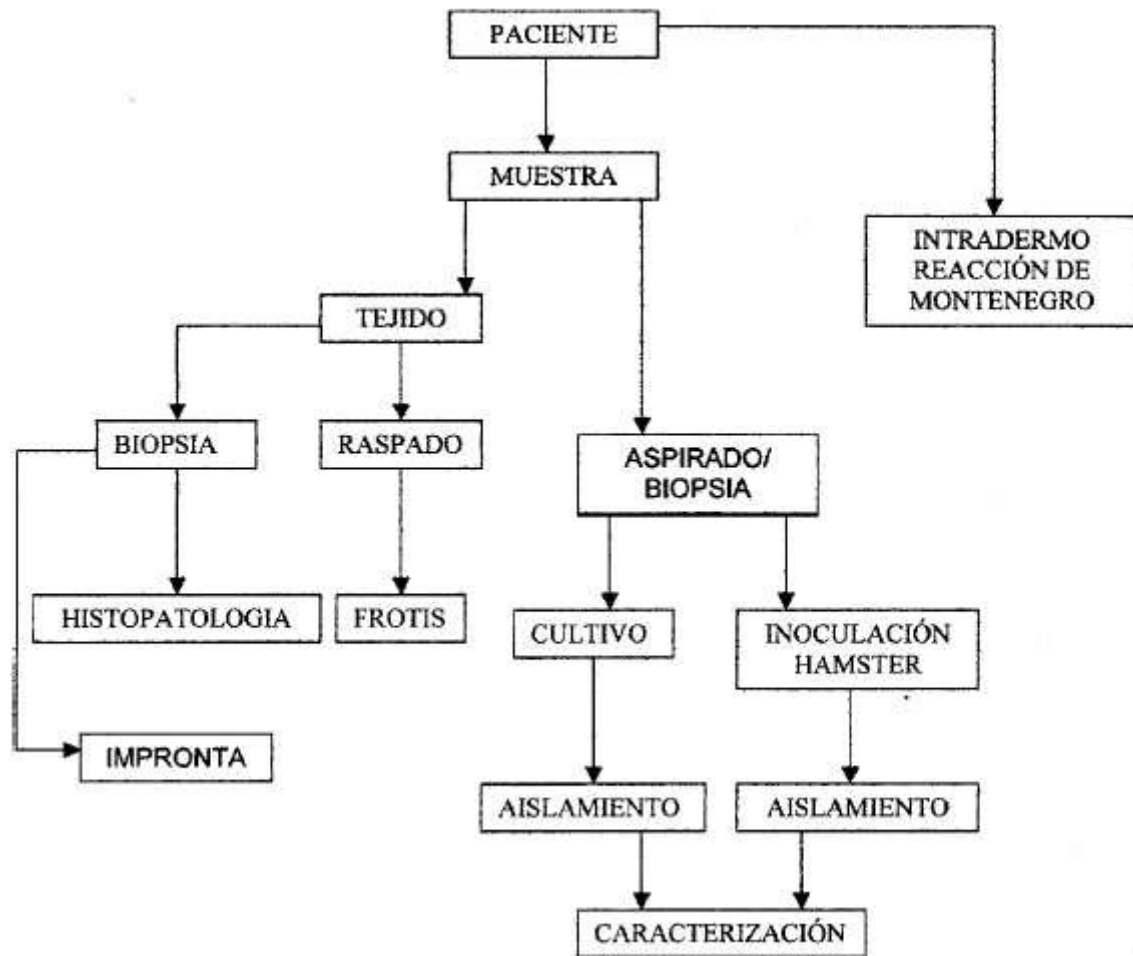 PACIENTE
MUESTRA
INTRADERMO
REACCIÓN DE
MONTENEGRO
TEJIDO
BIOPSIA
RASPADO
ASPIRADO/
BIOPSIA
HISTOPATOLOGIA
FROTIS
CULTIVO
INOCULACIÓN
HAMSTER
IMPRONTA
AISLAMIENTO
AISLAMIENTO
CARACTERIZACIÓN